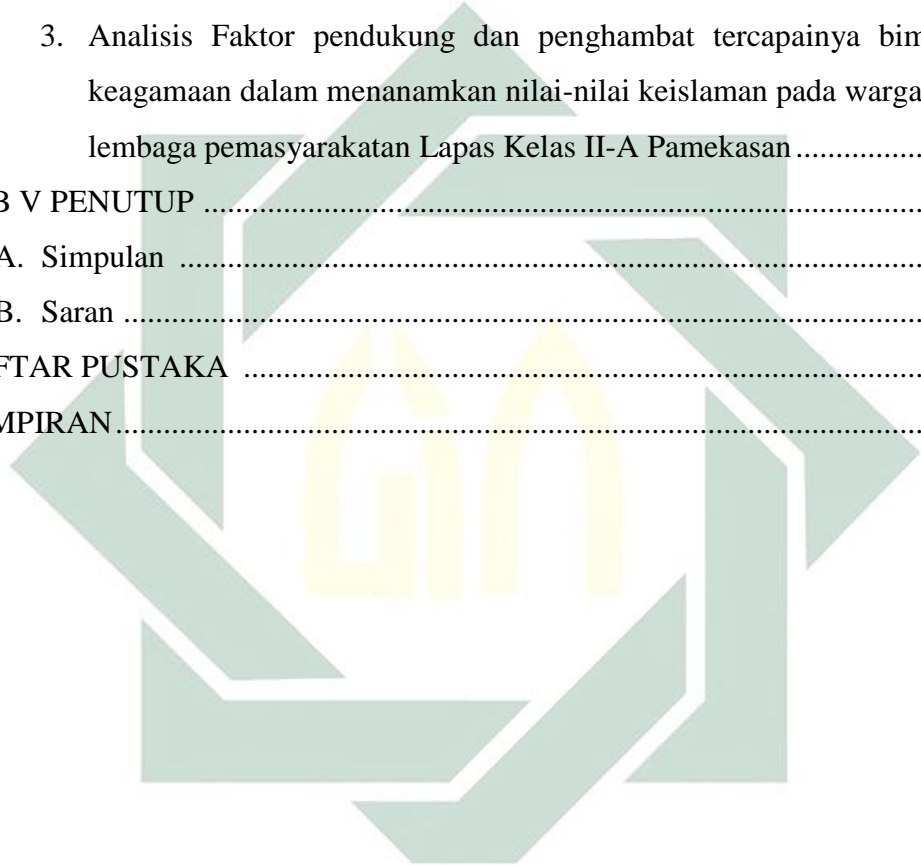 3. Analisis Faktor pendukung dan penghambat tercapainya bim
keagamaan dalam menanamkan nilai-nilai keislaman pada warga
lembaga pemasyarakatan Lapas Kelas II-A Pamekasan ................
B V PENUTUP ................................................................................
A. Simpulan ................................................................................
B. Saran ................................................................................
FTAR PUSTAKA ................................................................................
MPIRAN ................................................................................